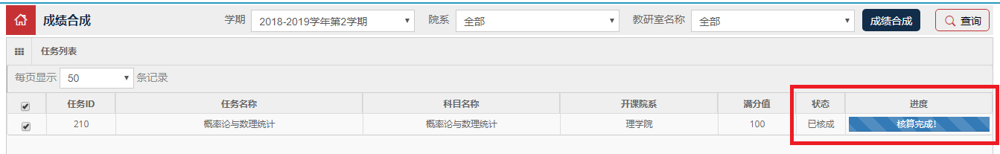 成绩合成 学期 2018-2019学年第2学期 院系 全部 教研室名称 全部 成绩合成 查询
任务列表
每页显示 50 条记录
任务ID 任务名称 科目名称 开课院系 满分值 状态 进度
210 概率论与数理统计 概率论与数理统计 理学院 100 已核成 核算完成!